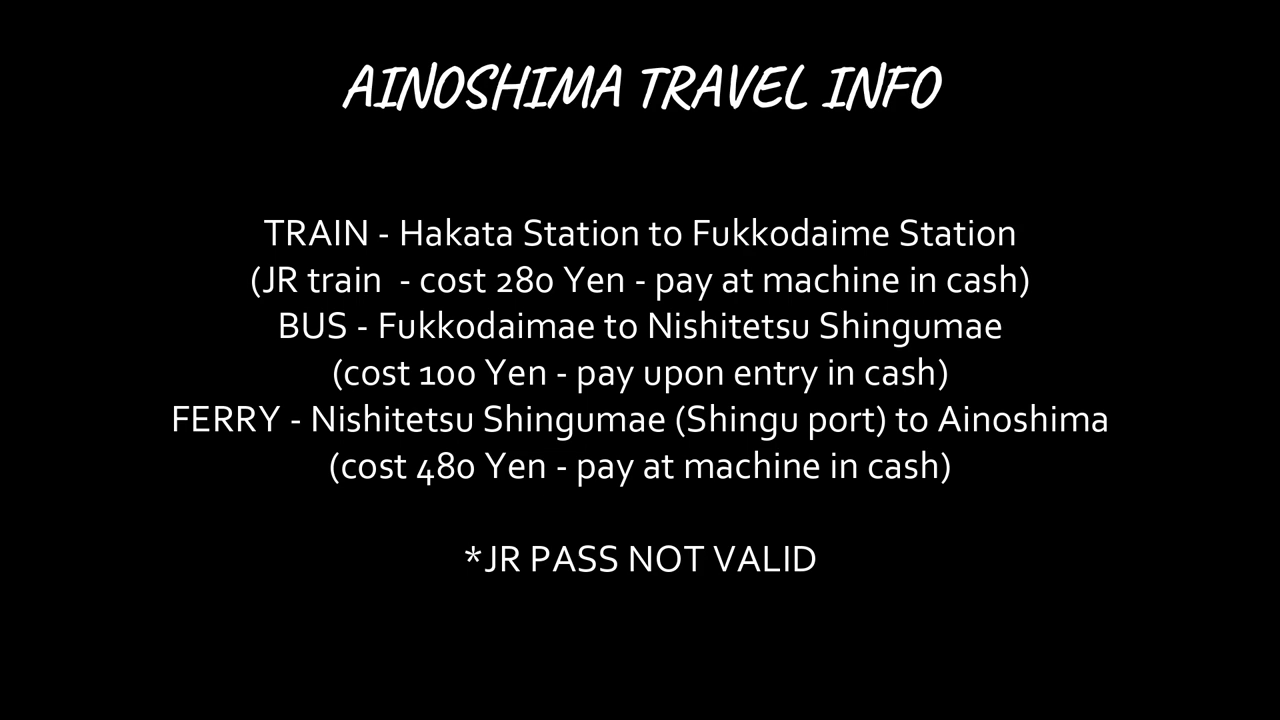 AINOSHIMA TRAVEL INFO
TRAIN - Hakata Station to Fukkodaime Station
(JR train  - cost 280 Yen - pay at machine in cash)
BUS - Fukkodaimae to Nishitetsu Shingumae
(cost 100 Yen - pay upon entry in cash)
FERRY - Nishitetsu Shingumae (Shingu port) to Ainoshima
(cost 480 Yen - pay at machine in cash)
*JR PASS NOT VALID